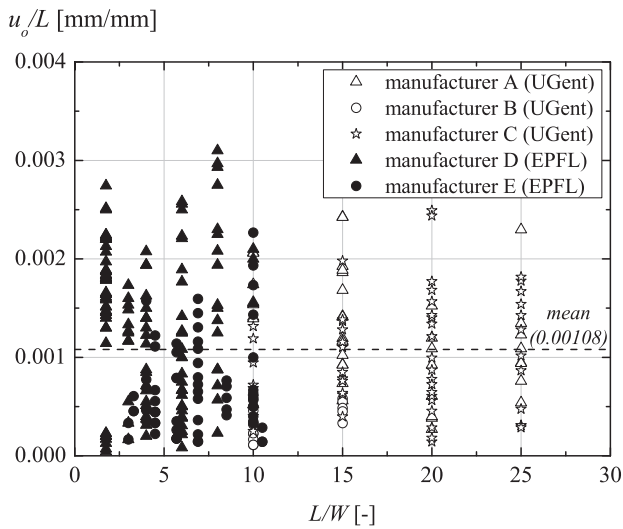 u_o/L [mm/mm]
0.004
0.003
0.002
0.001
0.000
manufacturer A (UGent)
manufacturer B (UGent)
manufacturer C (UGent)
manufacturer D (EPFL)
manufacturer E (EPFL)
mean
(0.00108)
0 5 10 15 20 25 30
L/W [-]